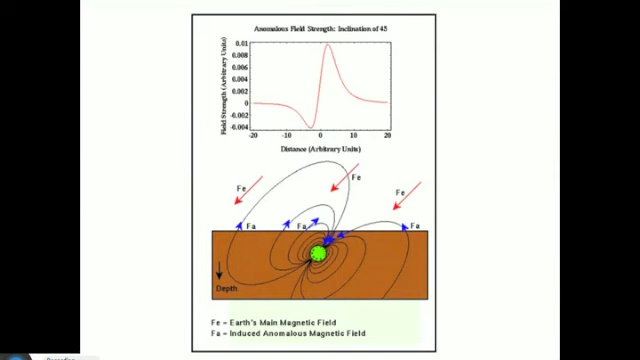 Anomalous Field Strength: Inclination of 45
Field Strength (Arbitrary Units)
0.01
0.008
0.006
0.004
0.002
0
-0.002
-0.004
-20 -10 0 10 20
Distance (Arbitrary Units)
Fe
Fe
Fe
Fa
Fa
Fa
Depth
Fe = Earth's Main Magnetic Field
Fa = Induced Anomalous Magnetic Field